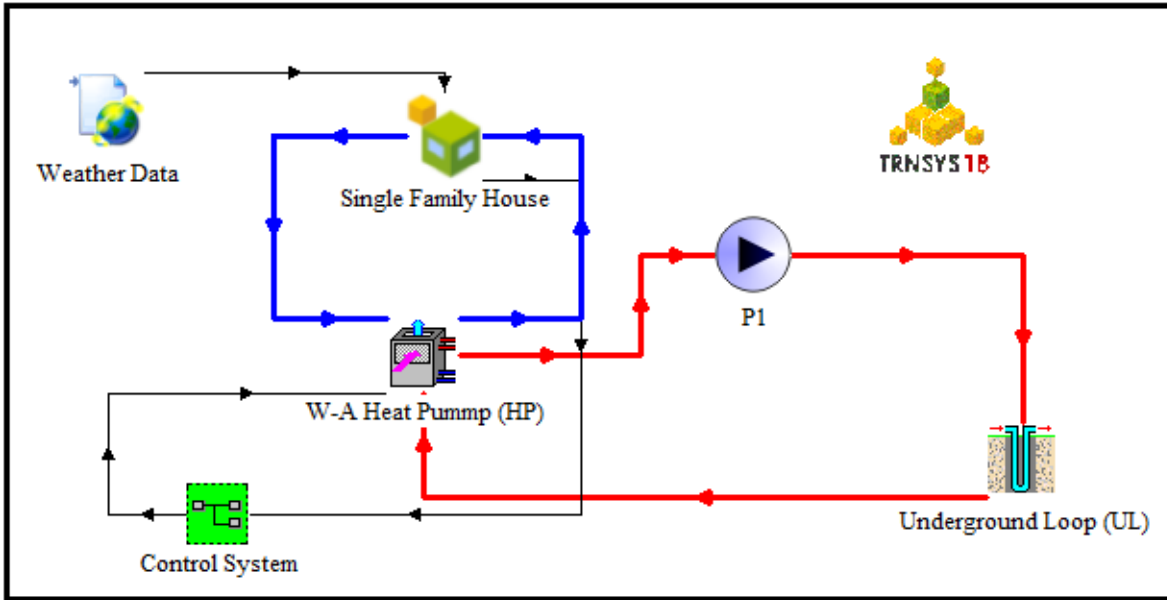 Weather Data
Single Family House
TRNSYS 18
P1
W-A Heat Pummp (HP)
Underground Loop (UL)
Control System